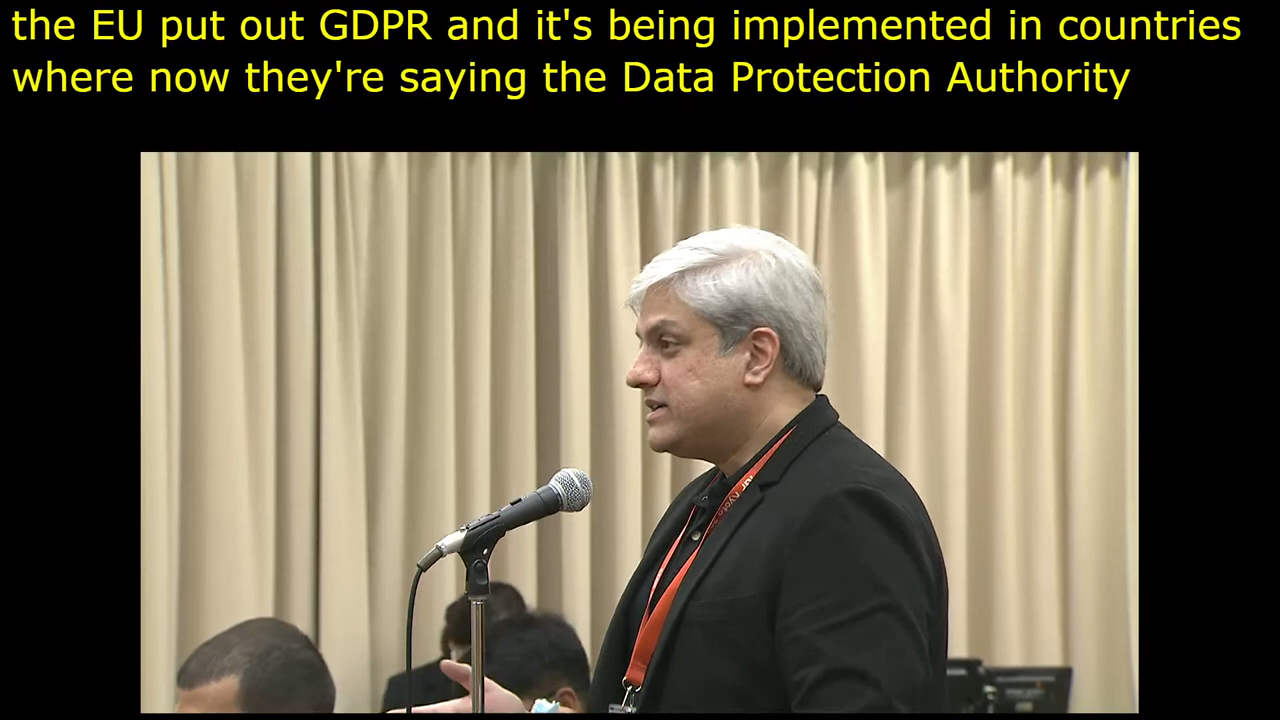 the EU put out GDPR and it's being implemented in countries
where now they're saying the Data Protection Authority